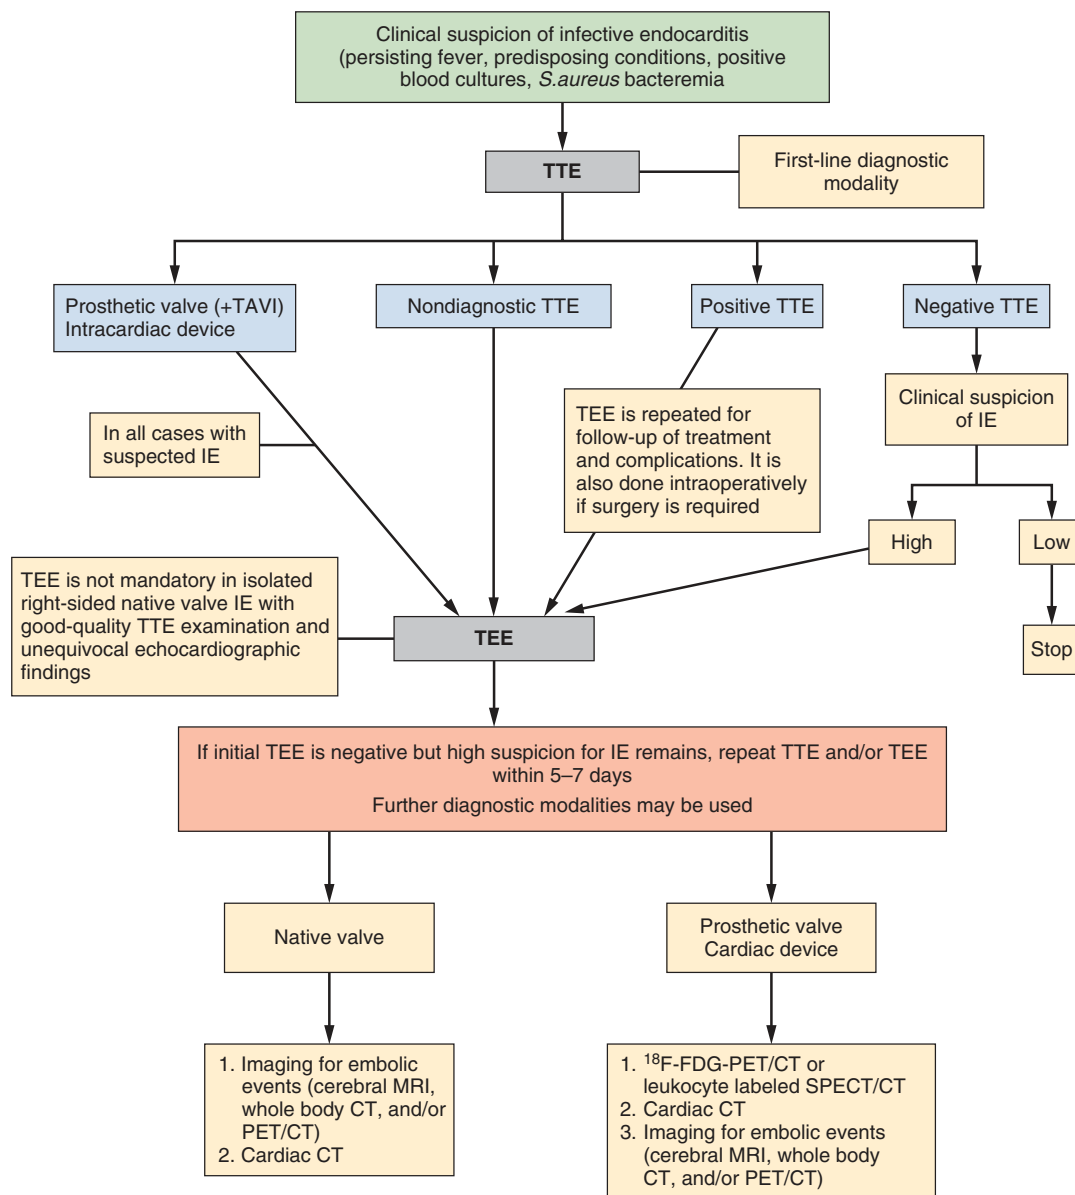 Clinical suspicion of infective endocarditis
(persisting fever, predisposing conditions, positive
blood cultures, S.aureus bacteremia
TTE
First-line diagnostic
modality
Prosthetic valve (+TAVI)
Intracardiac device
Nondiagnostic TTE
Positive TTE
Negative TTE
In all cases with
suspected IE
TEE is repeated for
follow-up of treatment
and complications. It is
also done intraoperatively
if surgery is required
Clinical suspicion
of IE
High
Low
TEE is not mandatory in isolated
right-sided native valve IE with
good-quality TTE examination and
unequivocal echocardiographic
findings
TEE
Stop
If initial TEE is negative but high suspicion for IE remains, repeat TTE and/or TEE
within 5–7 days
Further diagnostic modalities may be used
Native valve
Prosthetic valve
Cardiac device
1. Imaging for embolic
events (cerebral MRI,
whole body CT, and/or
PET/CT)
2. Cardiac CT
1. ¹⁸F-FDG-PET/CT or
leukocyte labeled SPECT/CT
2. Cardiac CT
3. Imaging for embolic events
(cerebral MRI, whole body
CT, and/or PET/CT)